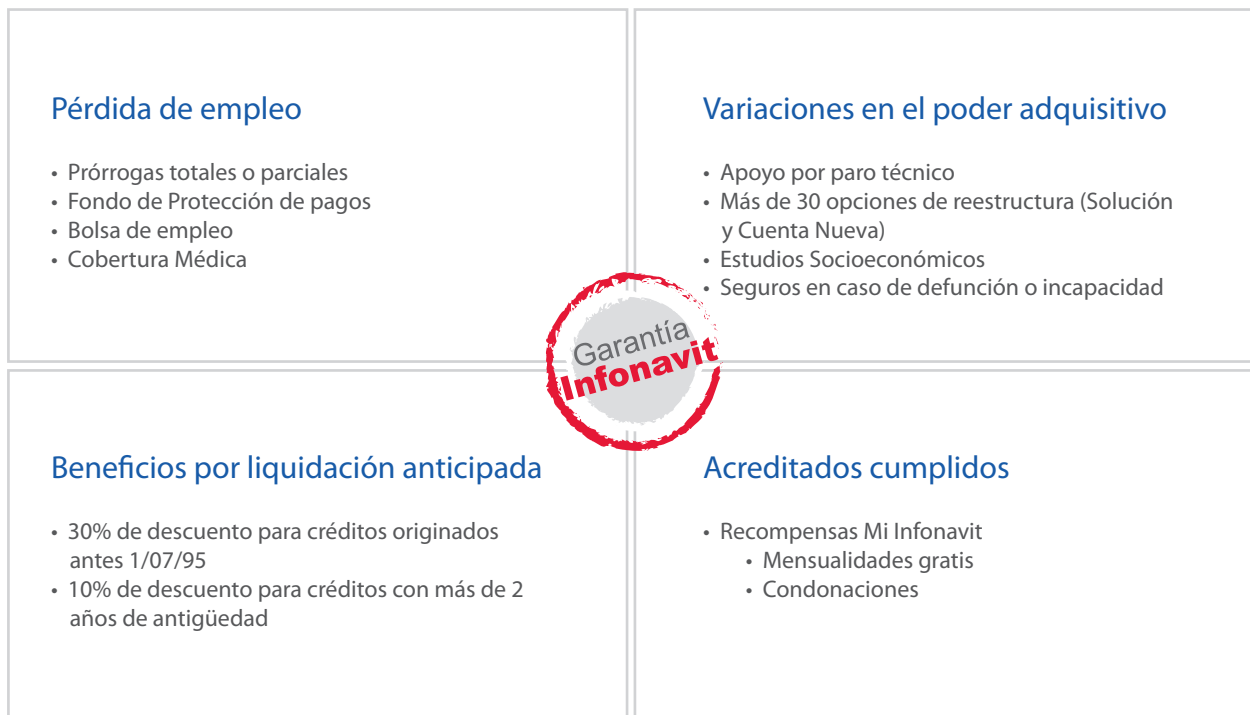 Pérdida de empleo
• Prórrogas totales o parciales
• Fondo de Protección de pagos
• Bolsa de empleo
• Cobertura Médica
Variaciones en el poder adquisitivo
• Apoyo por paro técnico
• Más de 30 opciones de reestructura (Solución
y Cuenta Nueva)
• Estudios Socioeconómicos
• Seguros en caso de defunción o incapacidad
Garantía
Infonavit
Beneficios por liquidación anticipada
• 30% de descuento para créditos originados
antes 1/07/95
• 10% de descuento para créditos con más de 2
años de antigüedad
Acreditados cumplidos
• Recompensas Mi Infonavit
• Mensualidades gratis
• Condonaciones